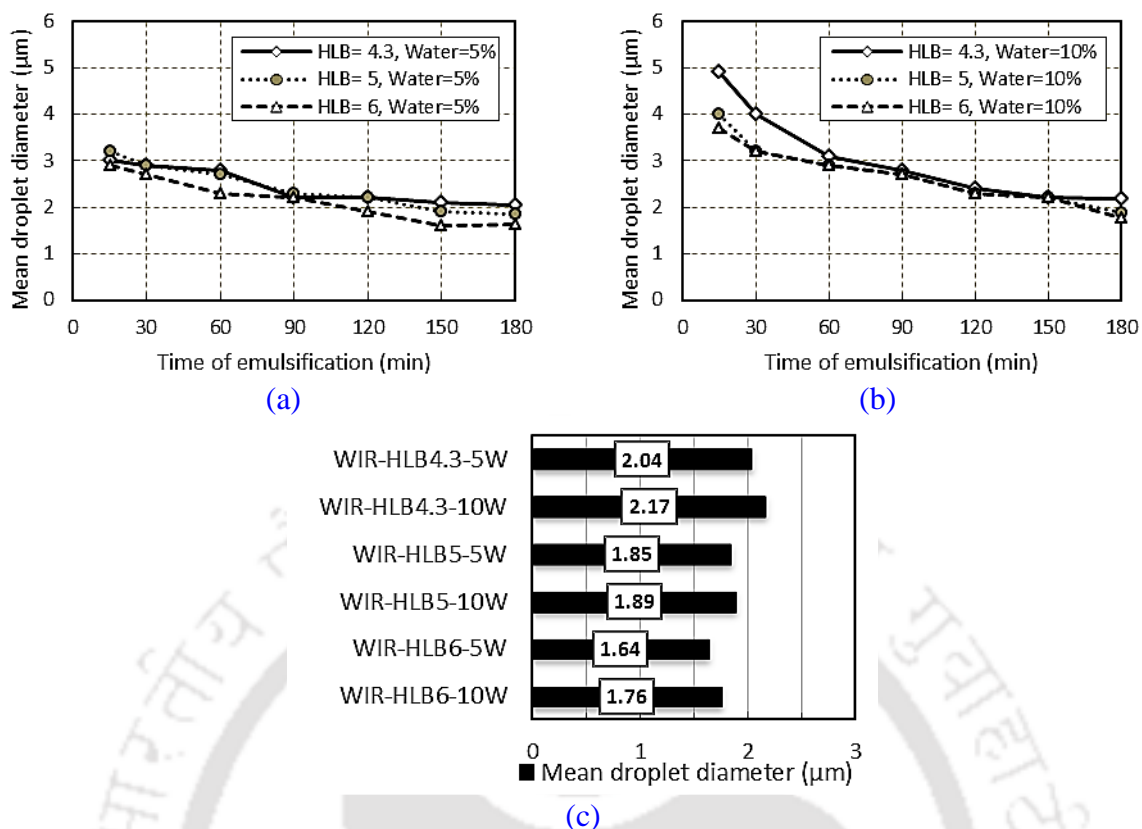 Mean droplet diameter (μm)
6
5
4
3
2
1
0
HLB= 4.3, Water=5%
HLB= 5, Water=5%
HLB= 6, Water=5%
0 30 60 90 120 150 180
Time of emulsification (min)
(a)
Mean droplet diameter (μm)
6
5
4
3
2
1
0
HLB= 4.3, Water=10%
HLB= 5, Water=10%
HLB= 6, Water=10%
0 30 60 90 120 150 180
Time of emulsification (min)
(b)
WIR-HLB4.3-5W 2.04
WIR-HLB4.3-10W 2.17
WIR-HLB5-5W 1.85
WIR-HLB5-10W 1.89
WIR-HLB6-5W 1.64
WIR-HLB6-10W 1.76
0 1 2 3
Mean droplet diameter (μm)
(c)